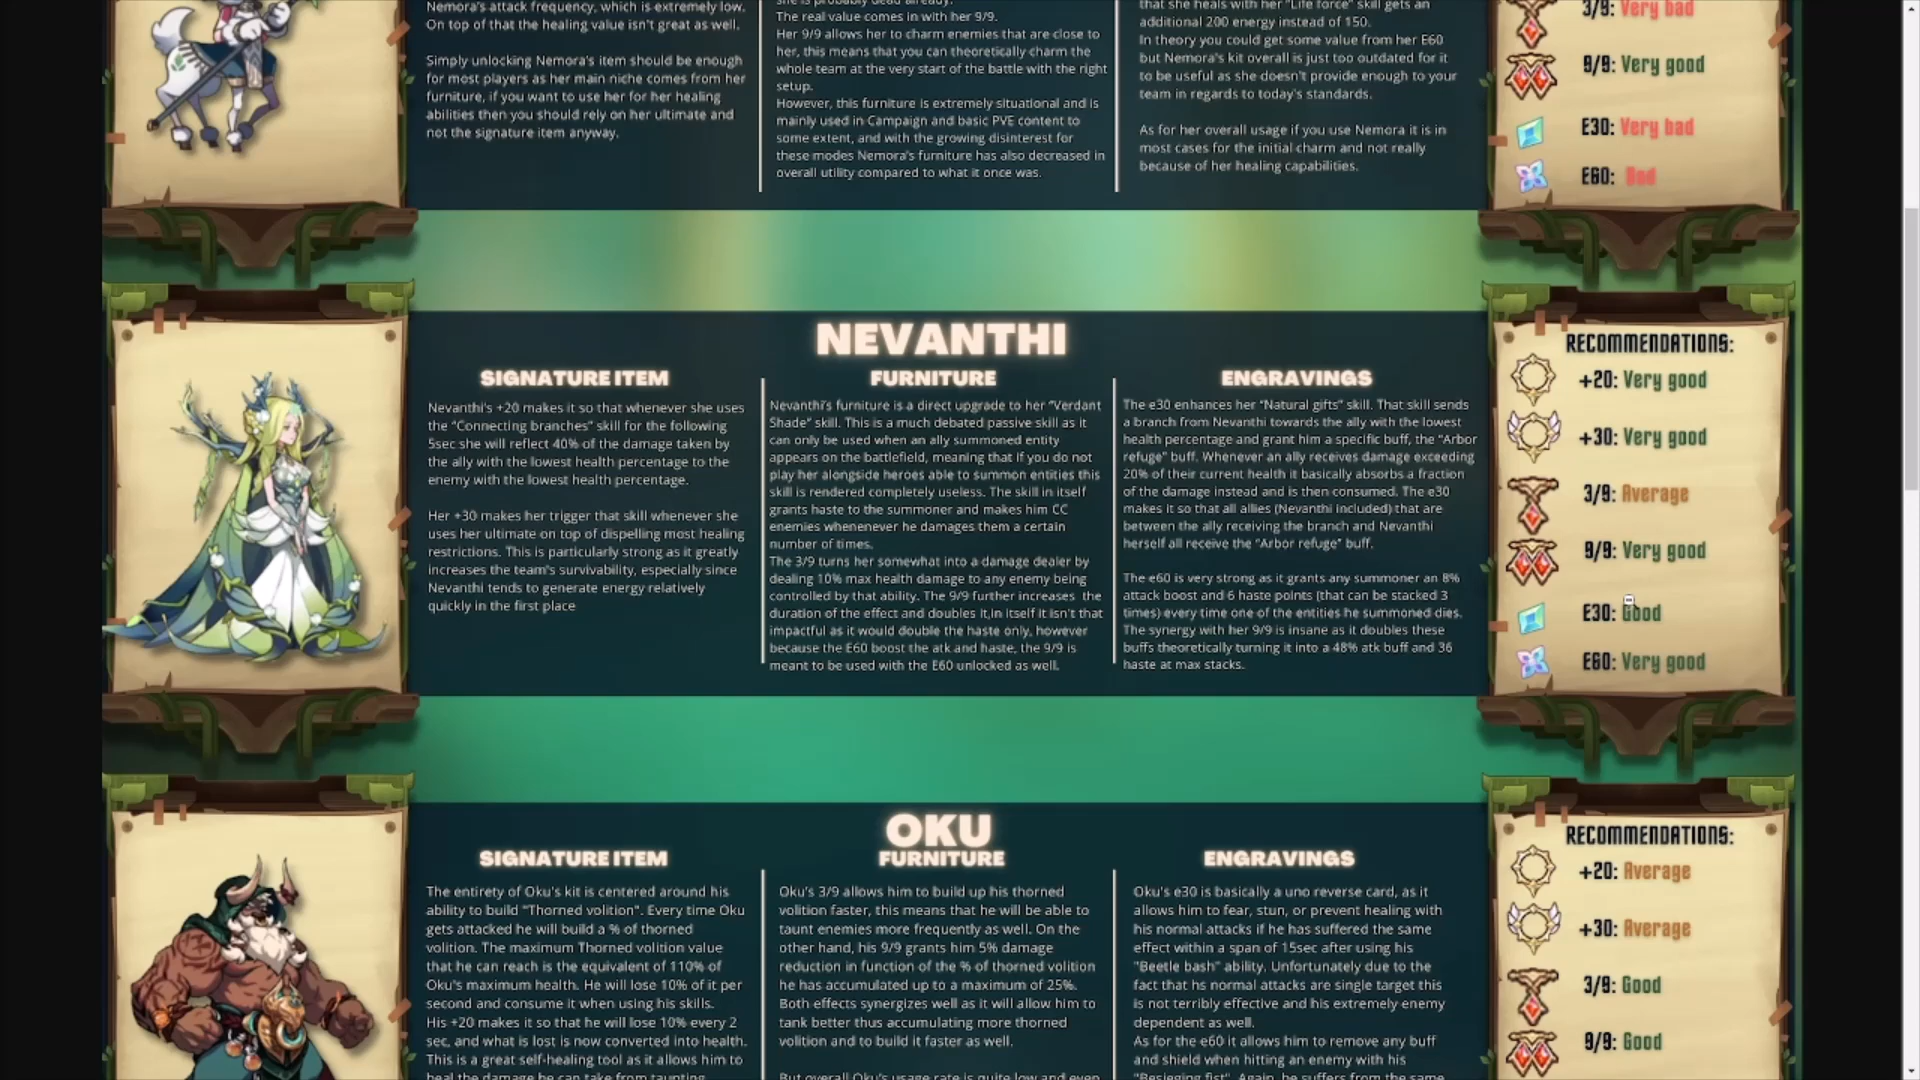 Nemora's attack frequency, which is extremely low.
On top of that the healing value isn't great as well.
Simply unlocking Nemora's item should be enough
for most players as her main niche comes from her
furniture, if you want to use her for her healing
abilities then you should rely on her ultimate and
not the signature item anyway.
she is probably dead already.
The real value comes in with her 9/9.
Her 9/9 allows her to charm enemies that are close to
her, this means that you can theoretically charm the
whole team at the very start of the battle with the right
setup.
However, this furniture is extremely situational and is
mainly used in Campaign and basic PVE content to
some extent, and with the growing disinterest for
these modes Nemora's furniture has also decreased in
overall utility compared to what it once was.
that she heals with her "Life force" skill gets an
additional 200 energy instead of 150.
In theory you could get some value from her E60
but Nemora's kit overall is just too outdated for it
to be useful as she doesn't provide enough to your
team in regards to today's standards.
As for her overall usage if you use Nemora it is in
most cases for the initial charm and not really
because of her healing capabilities.
3/9: Very bad
9/9: Very good
E30: Very bad
E60: Bad
NEVANTHI
SIGNATURE ITEM
Nevanthi's +20 makes it so that whenever she uses
the "Connecting branches" skill for the following
5sec she will reflect 40% of the damage taken by
the ally with the lowest health percentage to the
enemy with the lowest health percentage.
Her +30 makes her trigger that skill whenever she
uses her ultimate on top of dispelling most healing
restrictions. This is particularly strong as it greatly
increases the team's survivability, especially since
Nevanthi tends to generate energy relatively
quickly in the first place
FURNITURE
Nevanthi's furniture is a direct upgrade to her "Verdant
Shade" skill. This is a much debated passive skill as it
can only be used when an ally summoned entity
appears on the battlefield, meaning that if you do not
play her alongside heroes able to summon entities this
skill is rendered completely useless. The skill in itself
grants haste to the summoner and makes him CC
enemies whenenever he damages them a certain
number of times.
The 3/9 turns her somewhat into a damage dealer by
dealing 10% max health damage to any enemy being
controlled by that ability. The 9/9 further increases the
duration of the effect and doubles it,in itself it isn't that
impactful as it would double the haste only, however
because the E60 boost the atk and haste, the 9/9 is
meant to be used with the E60 unlocked as well.
ENGRAVINGS
The e30 enhances her "Natural gifts" skill. That skill sends
a branch from Nevanthi towards the ally with the lowest
health percentage and grant him a specific buff, the "Arbor
refuge" buff. Whenever an ally receives damage exceeding
20% of their current health it basically absorbs a fraction
of the damage instead and is then consumed. The e30
makes it so that all allies (Nevanthi included) that are
between the ally receiving the branch and Nevanthi
herself all receive the "Arbor refuge" buff.
The e60 is very strong as it grants any summoner an 8%
attack boost and 6 haste points (that can be stacked 3
times) every time one of the entities he summoned dies.
The synergy with her 9/9 is insane as it doubles these
buffs theoretically turning it into a 48% atk buff and 36
haste at max stacks.
RECOMMENDATIONS:
+20: Very good
+30: Very good
3/9: Average
9/9: Very good
E30: Good
E60: Very good
OKU
SIGNATURE ITEM
The entirety of Oku's kit is centered around his
ability to build "Thorned volition". Every time Oku
gets attacked he will build a % of thorned
volition. The maximum Thorned volition value
that he can reach is the equivalent of 110% of
Oku's maximum health. He will lose 10% of it per
second and consume it when using his skills.
His +20 makes it so that he will lose 10% every 2
sec, and what is lost is now converted into health.
This is a great self-healing tool as it allows him to
heal the damage he can take from taunting
FURNITURE
Oku's 3/9 allows him to build up his thorned
volition faster, this means that he will be able to
taunt enemies more frequently as well. On the
other hand, his 9/9 grants him 5% damage
reduction in function of the % of thorned volition
he has accumulated up to a maximum of 25%.
Both effects synergizes well as it will allow him to
tank better thus accumulating more thorned
volition and to build it faster as well.
But overall Oku's usage rate is quite low and even
ENGRAVINGS
Oku's e30 is basically a uno reverse card, as it
allows him to fear, stun, or prevent healing with
his normal attacks if he has suffered the same
effect within a span of 15sec after using his
"Beetle bash" ability. Unfortunately due to the
fact that hs normal attacks are single target this
is not terribly effective and his extremely enemy
dependent as well.
As for the e60 it allows him to remove any buff
and shield when hitting an enemy with his
"Besieging fist". Again, he suffers from the same
RECOMMENDATIONS:
+20: Average
+30: Average
3/9: Good
9/9: Good